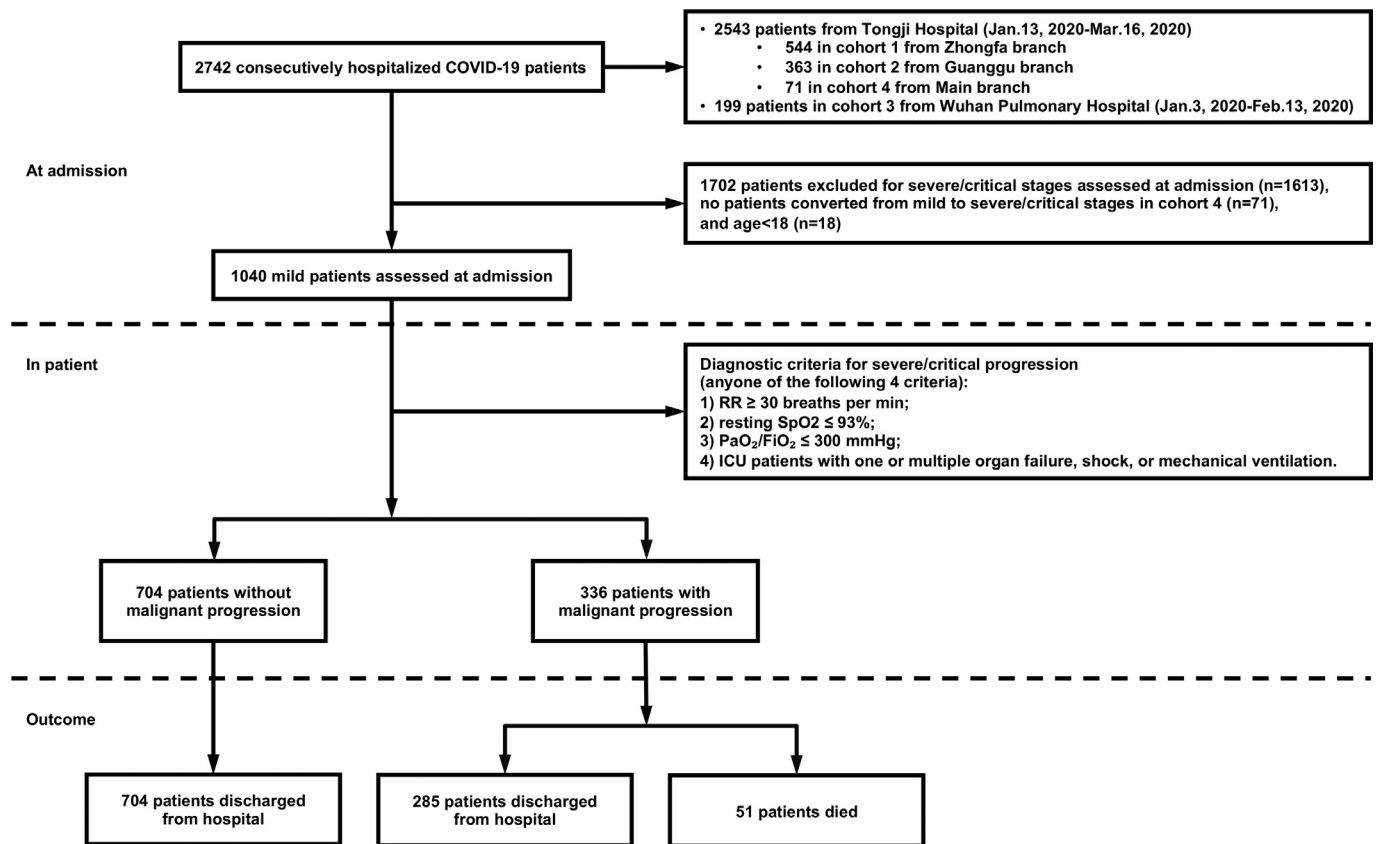 • 2543 patients from Tongji Hospital (Jan.13, 2020-Mar.16, 2020)
• 544 in cohort 1 from Zhongfa branch
• 363 in cohort 2 from Guanggu branch
• 71 in cohort 4 from Main branch
• 199 patients in cohort 3 from Wuhan Pulmonary Hospital (Jan.3, 2020-Feb.13, 2020)
2742 consecutively hospitalized COVID-19 patients
At admission
1702 patients excluded for severe/critical stages assessed at admission (n=1613),
no patients converted from mild to severe/critical stages in cohort 4 (n=71),
and age<18 (n=18)
1040 mild patients assessed at admission
In patient
Diagnostic criteria for severe/critical progression
(anyone of the following 4 criteria):
1) RR ≥ 30 breaths per min;
2) resting SpO2 ≤ 93%;
3) PaO₂/FiO₂ ≤ 300 mmHg;
4) ICU patients with one or multiple organ failure, shock, or mechanical ventilation.
704 patients without
malignant progression
336 patients with
malignant progression
Outcome
704 patients discharged
from hospital
285 patients discharged
from hospital
51 patients died